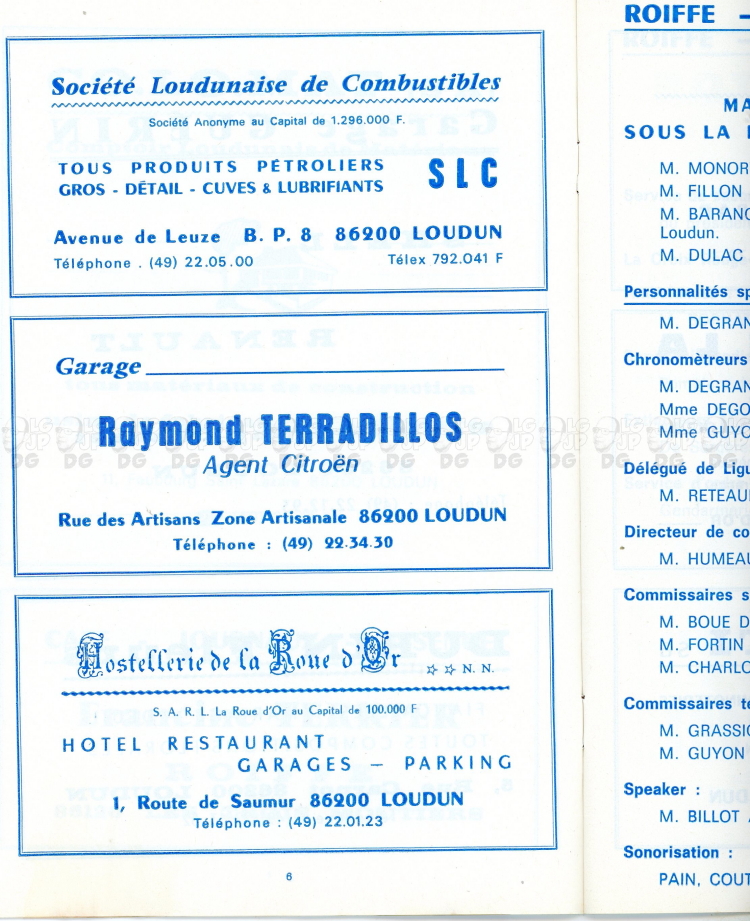 Société Loudunaise de Combustibles
Société Anonyme au Capital de 1.296.000 F.
TOUS PRODUITS PÉTROLIERS
GROS - DÉTAIL - CUVES & LUBRIFIANTS
SLC
Avenue de Leuze B. P. 8 86200 LOUDUN
Téléphone . (49) 22.05.00 Télex 792.041 F
Garage
Raymond TERRADILLOS
Agent Citroën
Rue des Artisans Zone Artisanale 86200 LOUDUN
Téléphone : (49) 22.34.30
Hostellerie de la Roue d'Or ☆☆ N. N.
S. A. R. L. La Roue d'Or au Capital de 100.000 F
HOTEL RESTAURANT
GARAGES — PARKING
1, Route de Saumur 86200 LOUDUN
Téléphone : (49) 22.01.23
6
ROIFFE -
MA
SOUS LA
M. MONOR
M. FILLON
M. BARANG
Loudun.
M. DULAC
Personnalités sp
M. DEGRAN
Chronomètreurs
M. DEGRAN
Mme DEGO
Mme GUYO
Délégué de Ligu
M. RETEAU
Directeur de co
M. HUMEAU
Commissaires s
M. BOUE D
M. FORTIN
M. CHARLO
Commissaires te
M. GRASSIO
M. GUYON
Speaker :
M. BILLOT
Sonorisation :
PAIN, COUT